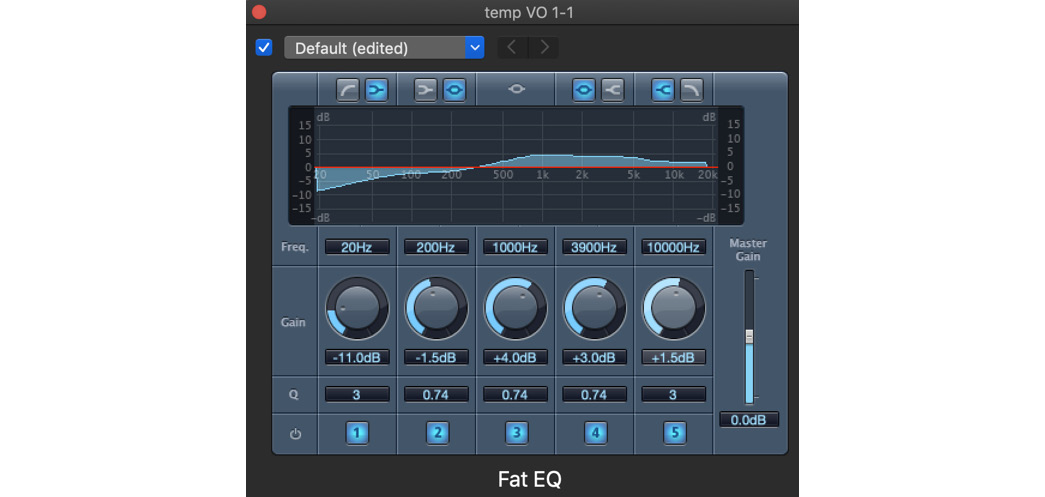 temp VO 1-1
Default (edited)
dB dB
15 15
10 10
5 5
0 0
20 50 100 200 500 1k 2k 5k 10k 20k
-5 -5
-10 -10
-15 -15
-dB -dB
Freq. 20Hz 200Hz 1000Hz 3900Hz 10000Hz
Master
Gain
Gain
-11.0dB -1.5dB +4.0dB +3.0dB +1.5dB
Q 3 0.74 0.74 0.74 3
0.0dB
1 2 3 4 5
Fat EQ